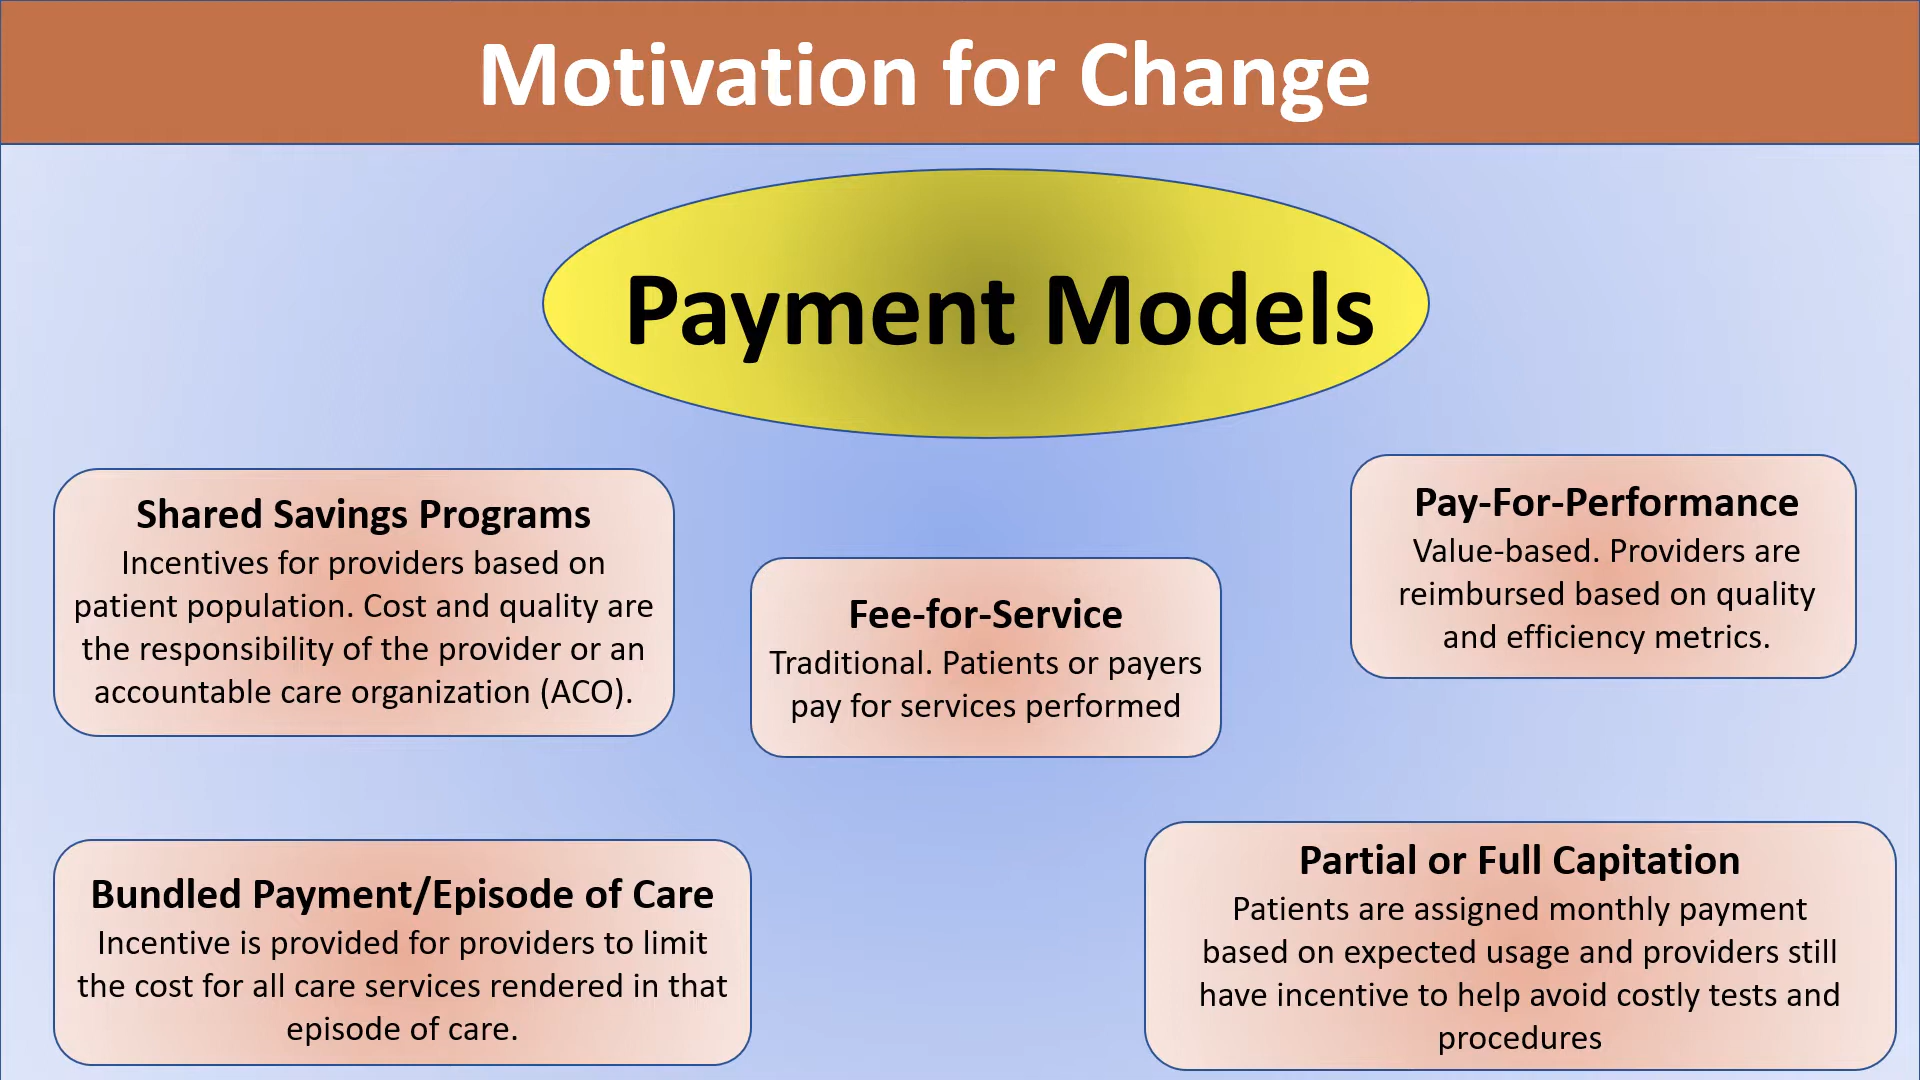 Motivation for Change
Payment Models
Shared Savings Programs
Incentives for providers based on
patient population. Cost and quality are
the responsibility of the provider or an
accountable care organization (ACO).
Fee-for-Service
Traditional. Patients or payers
pay for services performed
Pay-For-Performance
Value-based. Providers are
reimbursed based on quality
and efficiency metrics.
Bundled Payment/Episode of Care
Incentive is provided for providers to limit
the cost for all care services rendered in that
episode of care.
Partial or Full Capitation
Patients are assigned monthly payment
based on expected usage and providers still
have incentive to help avoid costly tests and
procedures